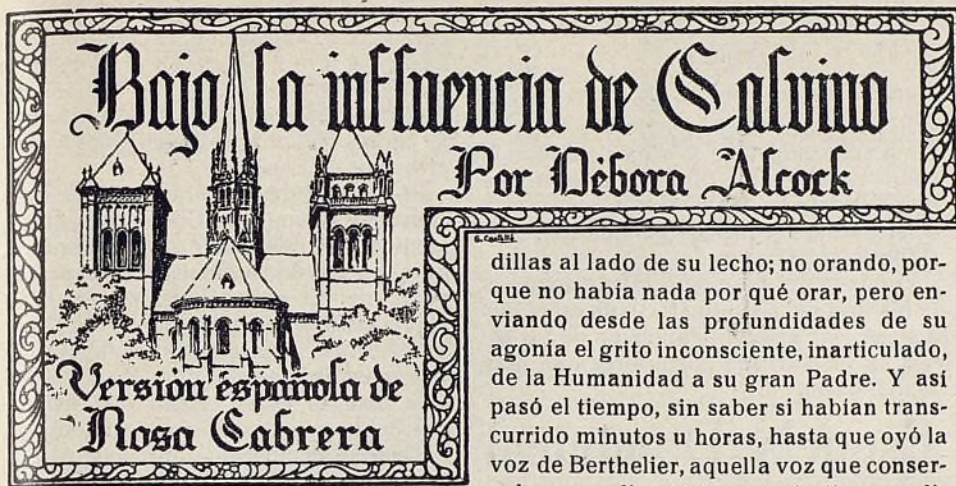 Bajo la influencia de Calvino
Por Débora Alcock
Versión española de
Rosa Cabrera
dillas al lado de su lecho; no orando, por-
que no había nada por qué orar, pero en-
viando desde las profundidades de su
agonía el grito inconsciente, inarticulado,
de la Humanidad a su gran Padre. Y así
pasó el tiempo, sin saber si habían trans-
currido minutos u horas, hasta que oyó la
voz de Berthelier, aquella voz que conser-